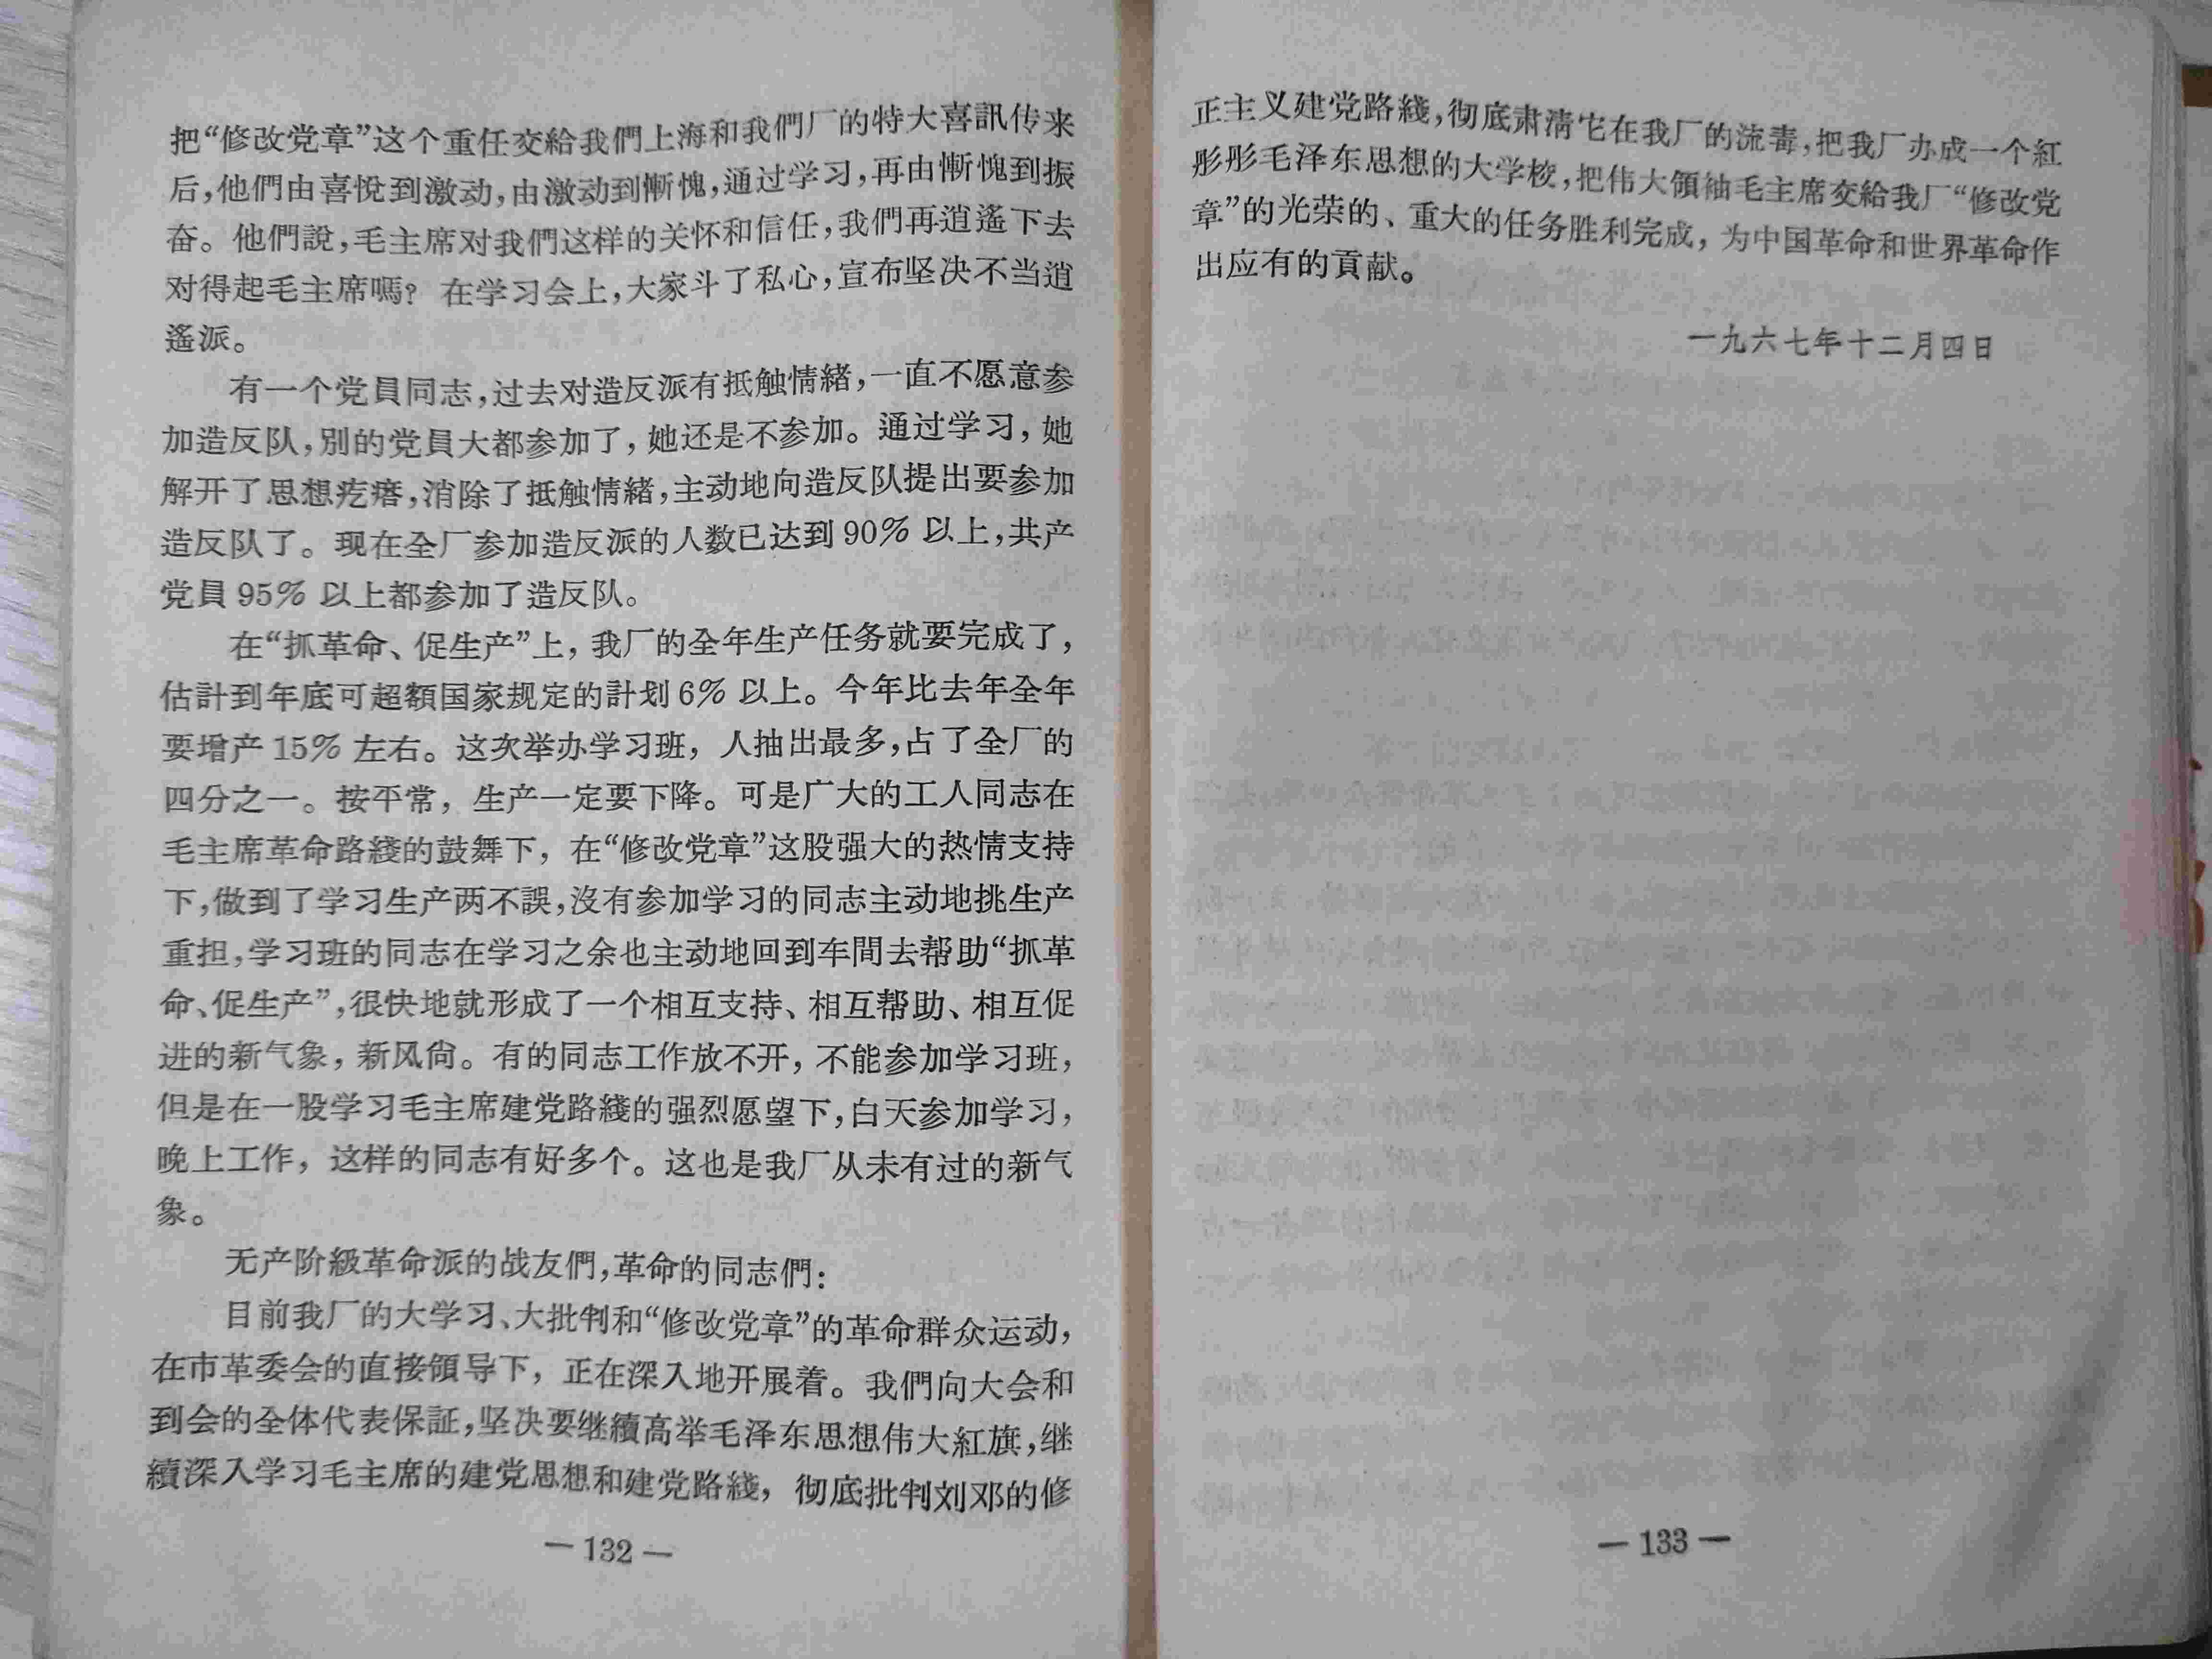 把“修改党章”这个重任交給我們上海和我們厂的特大喜訊传来
后，他們由喜悅到激动，由激动到慚愧，通过学习，再由慚愧到振
奋。他們說，毛主席对我們这样的关怀和信任，我們再逍遙下去
对得起毛主席嗎？在学习会上，大家斗了私心，宣布坚决不当逍
遙派。
有一个党員同志，过去对造反派有抵触情緒，一直不愿意参
加造反队，別的党員大都参加了，她还是不参加。通过学习，她
解开了思想疙瘩，消除了抵触情緒，主动地向造反队提出要参加
造反队了。现在全厂参加造反派的人数已达到90％以上，共产
党員95％以上都参加了造反队。
在“抓革命、促生产”上，我厂的全年生产任务就要完成了，
估計到年底可超額国家规定的計划6％以上。今年比去年全年
要增产15％左右。这次举办学习班，人抽出最多，占了全厂的
四分之一。按平常，生产一定要下降。可是广大的工人同志在
毛主席革命路綫的鼓舞下，在“修改党章”这股强大的热情支持
下，做到了学习生产两不誤，沒有参加学习的同志主动地挑生产
重担，学习班的同志在学习之余也主动地回到车間去帮助“抓革
命、促生产”，很快地就形成了一个相互支持、相互帮助、相互促
进的新气象，新风尙。有的同志工作放不开，不能参加学习班，
但是在一股学习毛主席建党路綫的强烈愿望下，白天参加学习，
晚上工作，这样的同志有好多个。这也是我厂从未有过的新气
象。
无产阶級革命派的战友們，革命的同志們：
目前我厂的大学习、大批判和“修改党章”的革命群众运动，
在市革委会的直接領导下，正在深入地开展着。我們向大会和
到会的全体代表保証，坚决要继續高举毛泽东思想伟大紅旗，继
續深入学习毛主席的建党思想和建党路綫，彻底批判刘邓的修
— 132 —
正主义建党路綫，彻底肃清它在我厂的流毒，把我厂办成一个紅
彤彤毛泽东思想的大学校，把伟大領袖毛主席交給我厂“修改党
章”的光荣的、重大的任务胜利完成，为中国革命和世界革命作
出应有的貢献。
一九六七年十二月四日
— 133 —